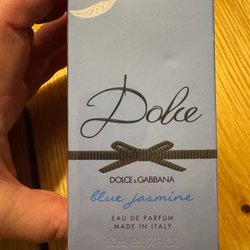 Dolce
DOLCE & GABBANA
blue jasmine
EAU DE PARFUM
MADE IN ITALY